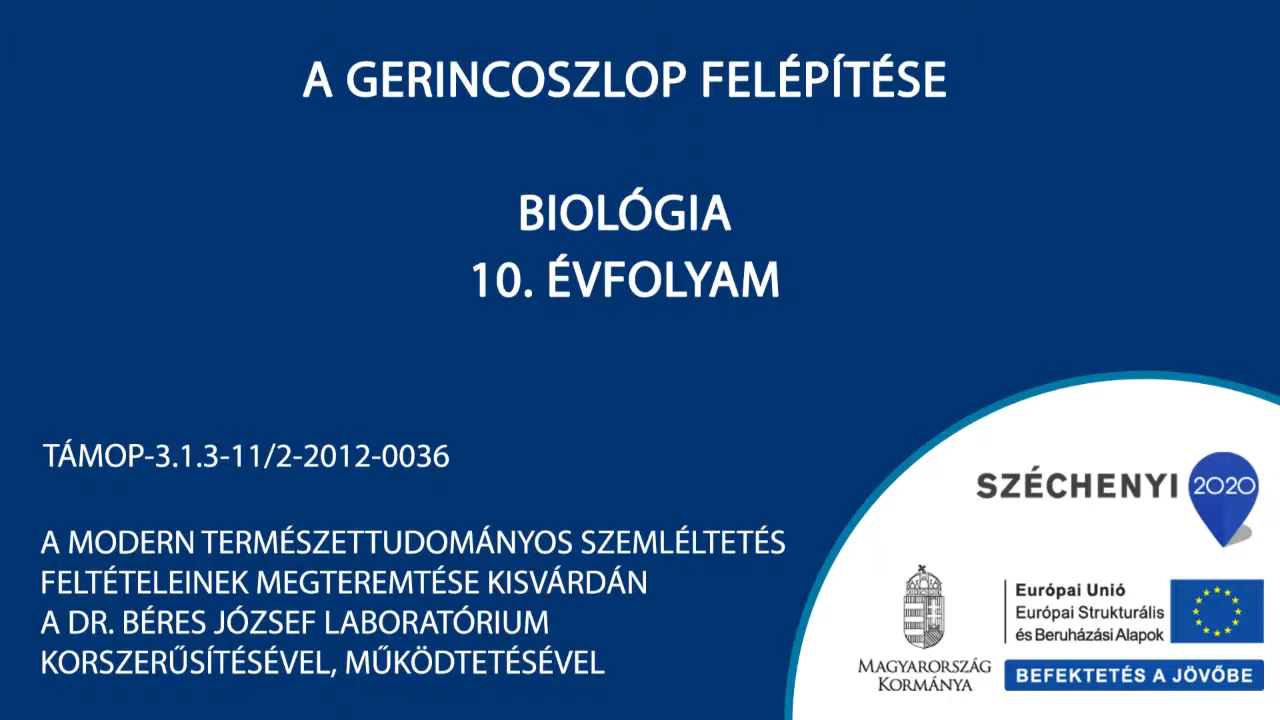 A GERINCOSZLOP FELÉPÍTÉSE
BIOLÓGIA
10. ÉVFOLYAM
TÁMOP-3.1.3-11/2-2012-0036
A MODERN TERMÉSZETTUDOMÁNYOS SZEMLÉLTETÉS
FELTÉTELEINEK MEGTEREMTÉSE KISVÁRDÁN
A DR. BÉRES JÓZSEF LABORATÓRIUM
KORSZERŰSÍTÉSÉVEL, MŰKÖDTETÉSÉVEL
SZÉCHENYI 2020
MAGYARORSZÁG
KORMÁNYA
Európai Unió
Európai Strukturális
és Beruházási Alapok
BEFEKTETÉS A JÖVŐBE